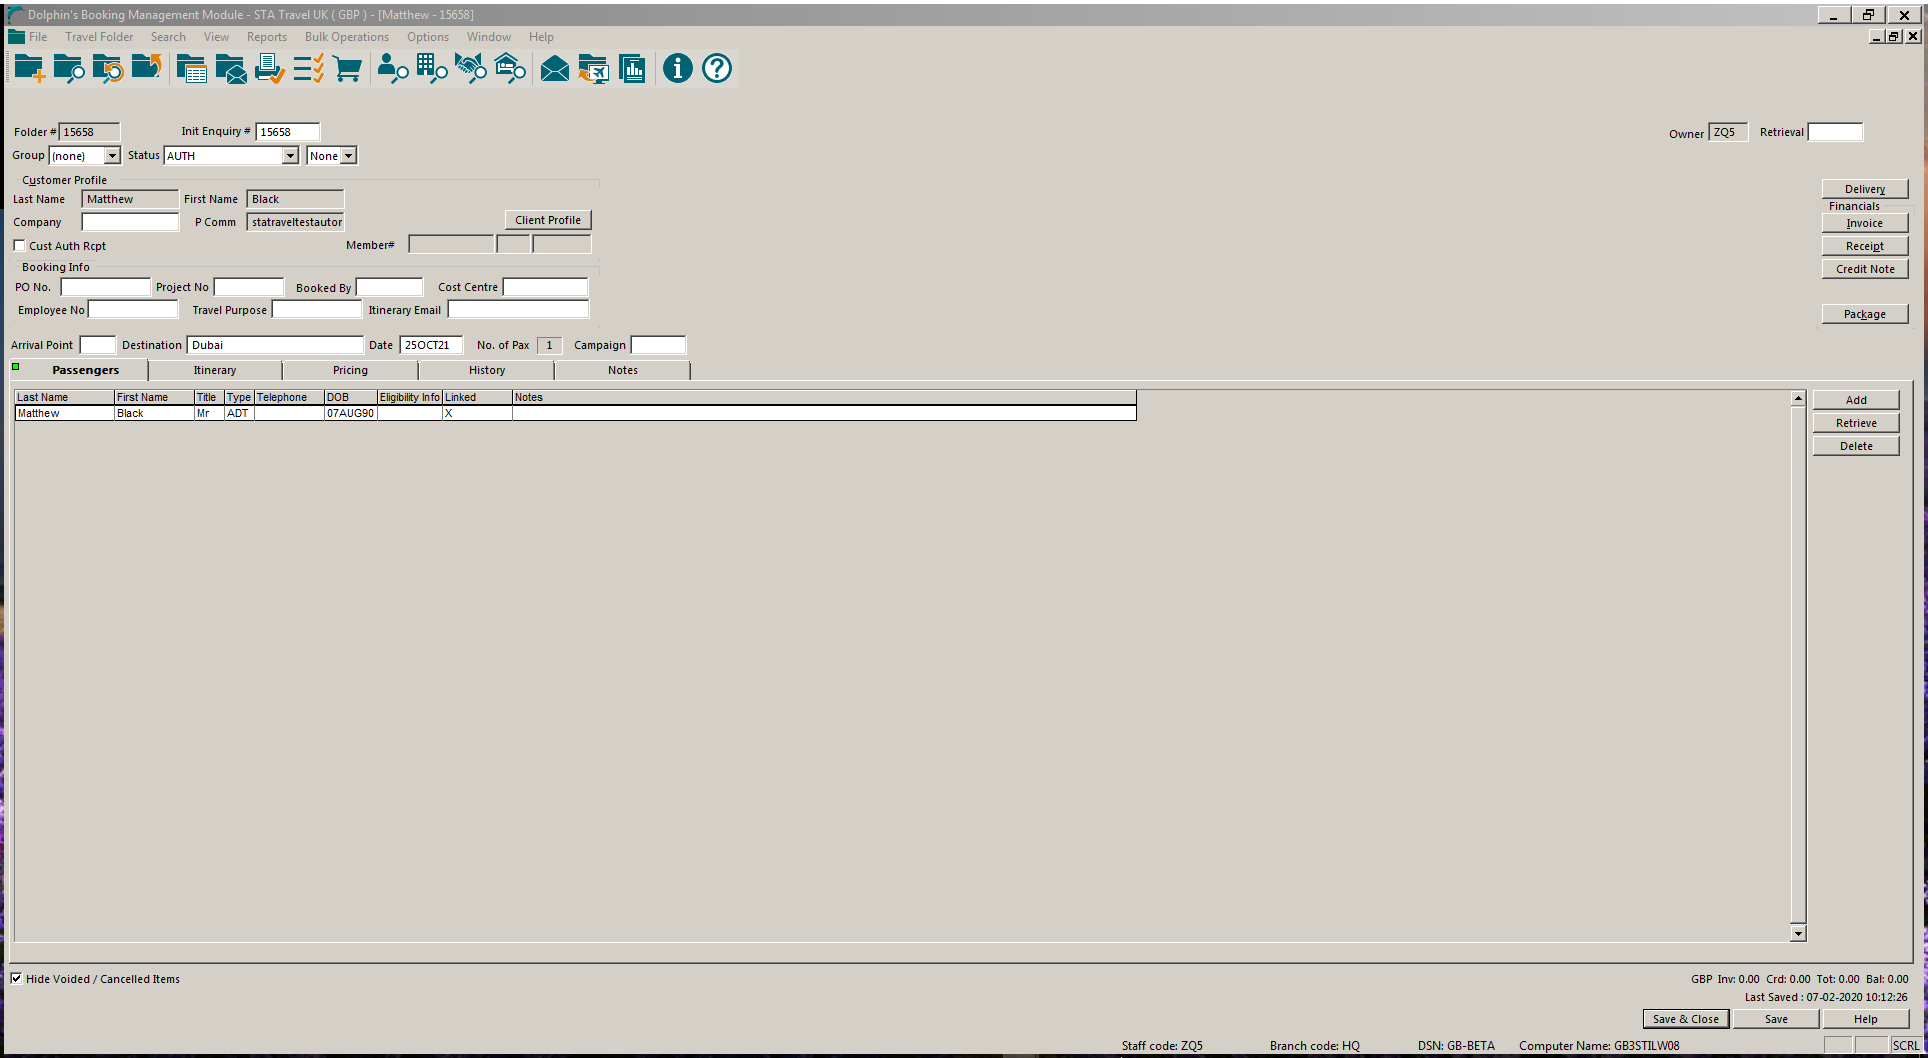 Dolphin's Booking Management Module - STA Travel UK ( GBP ) - [Matthew - 15658]
File Travel Folder Search View Reports Bulk Operations Options Window Help
Folder # 15658 Init Enquiry # 15658 Owner ZQ5 Retrieval
Group (none) Status AUTH None
Customer Profile
Last Name Matthew First Name Black
Company P Comm statraveltestautor Client Profile
Cust Auth Rcpt Member#
Booking Info
PO No. Project No Booked By Cost Centre
Employee No Travel Purpose Itinerary Email
Delivery
Financials
Invoice
Receipt
Credit Note
Package
Arrival Point Destination Dubai Date 25OCT21 No. of Pax 1 Campaign
Passengers Itinerary Pricing History Notes
Last Name First Name Title Type Telephone DOB Eligibility Info Linked Notes
Matthew Black Mr ADT 07AUG90 X
Add
Retrieve
Delete
Hide Voided / Cancelled Items
GBP Inv: 0.00 Crd: 0.00 Tot: 0.00 Bal: 0.00
Last Saved : 07-02-2020 10:12:26
Save & Close Save Help
Staff code: ZQ5 Branch code: HQ DSN: GB-BETA Computer Name: GB3STILW08 SCRL